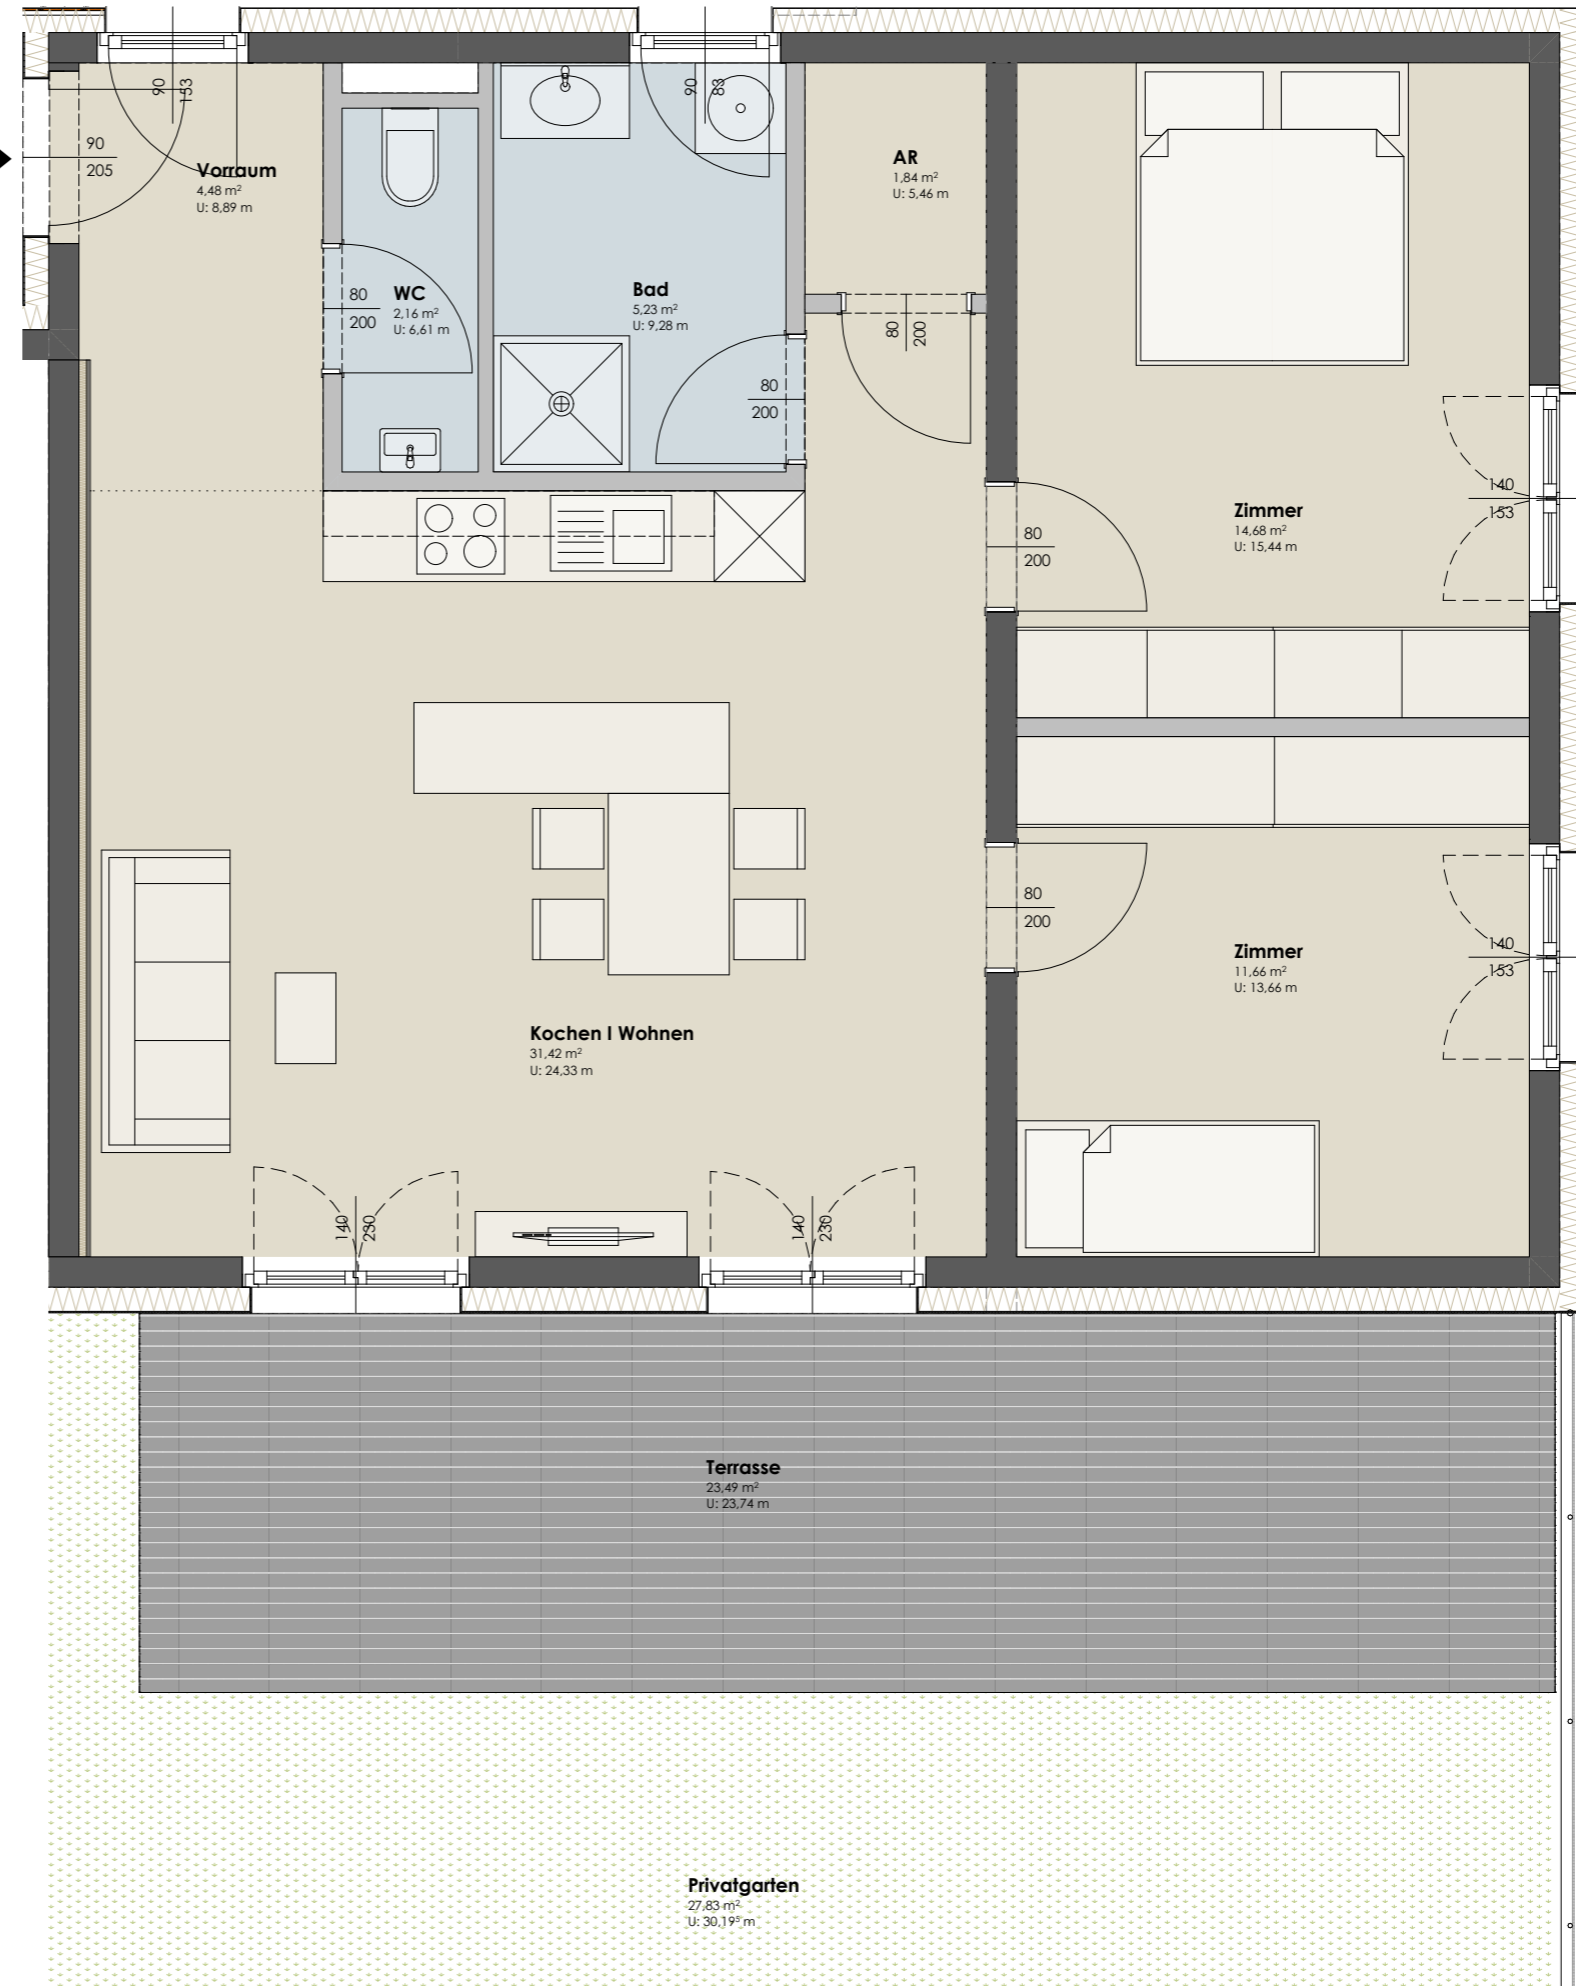 90
153
90
83
90
205
Vorraum
4,48 m²
U: 8,89 m
AR
1,84 m²
U: 5,46 m
80
200
WC
2,16 m²
U: 6,61 m
Bad
5,23 m²
U: 9,28 m
80
200
80
200
140
153
Zimmer
14,68 m²
U: 15,44 m
80
200
80
200
140
153
Zimmer
11,66 m²
U: 13,66 m
Kochen I Wohnen
31,42 m²
U: 24,33 m
140
230
140
230
Terrasse
23,49 m²
U: 23,74 m
Privatgarten
27,83 m²
U: 30,19⁵ m